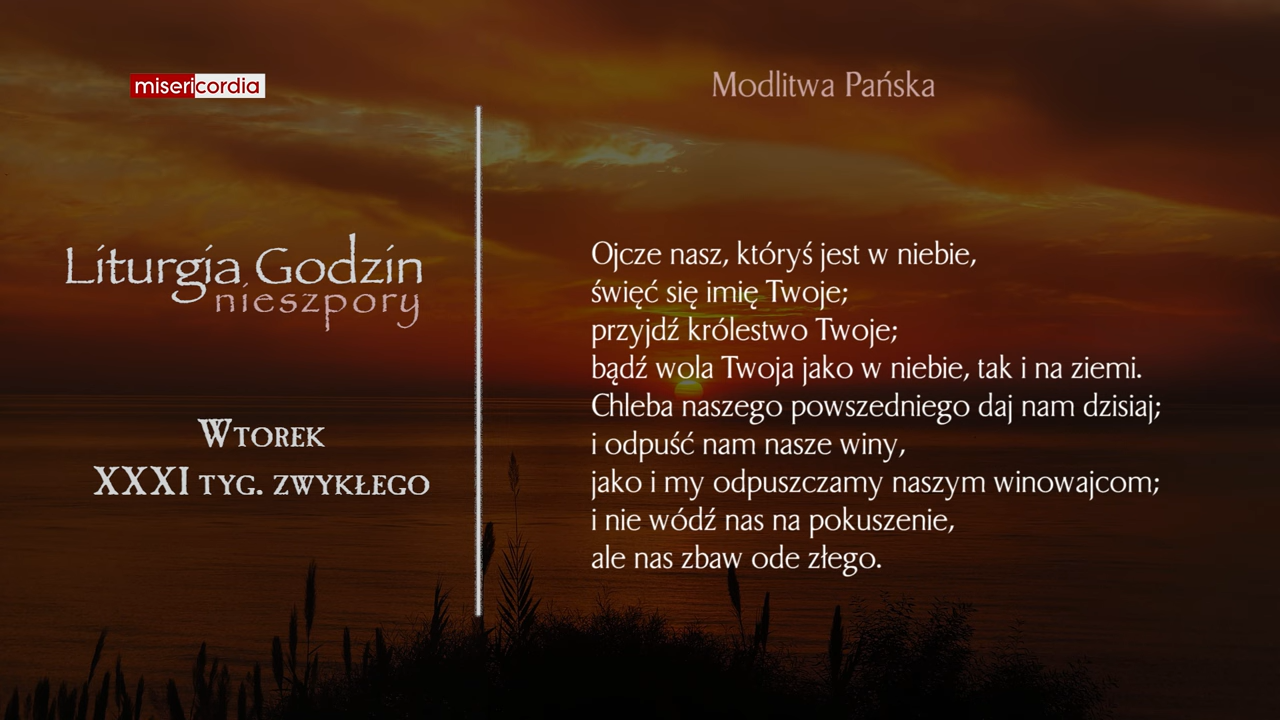 misericordia
Modlitwa Pańska
Liturgia Godzin
nieszpory
Wtorek
XXXI tyg. zwykłego
Ojcze nasz, któryś jest w niebie,
święć się imię Twoje;
przyjdź królestwo Twoje;
bądź wola Twoja jako w niebie, tak i na ziemi.
Chleba naszego powszedniego daj nam dzisiaj;
i odpuść nam nasze winy,
jako i my odpuszczamy naszym winowajcom;
i nie wódź nas na pokuszenie,
ale nas zbaw ode złego.